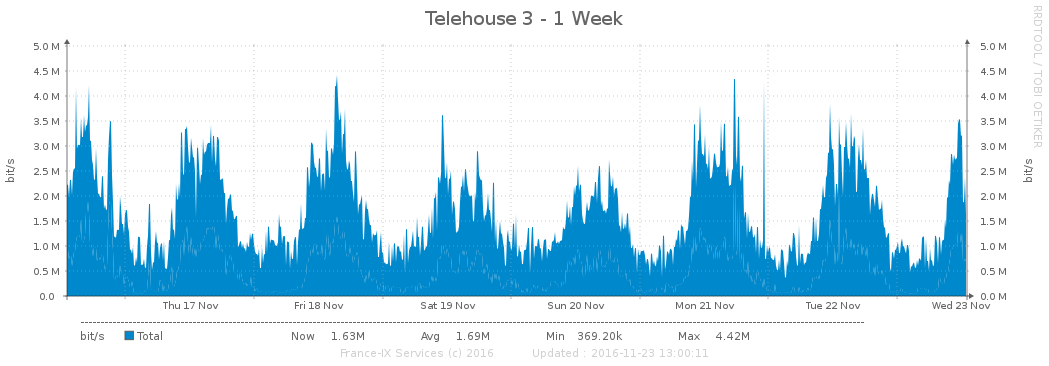 Telehouse 3 - 1 Week
RRDTOOL / TOBI OETIKER
5.0 M 5.0 M
4.5 M 4.5 M
4.0 M 4.0 M
3.5 M 3.5 M
3.0 M 3.0 M
2.5 M 2.5 M
2.0 M 2.0 M
1.5 M 1.5 M
1.0 M 1.0 M
0.5 M 0.5 M
0.0 0.0 M
bit/s
bit/s
Thu 17 Nov Fri 18 Nov Sat 19 Nov Sun 20 Nov Mon 21 Nov Tue 22 Nov Wed 23 Nov
bit/s Total Now 1.63M Avg 1.69M Min 369.20k Max 4.42M
France-IX Services (c) 2016 Updated : 2016-11-23 13:00:11